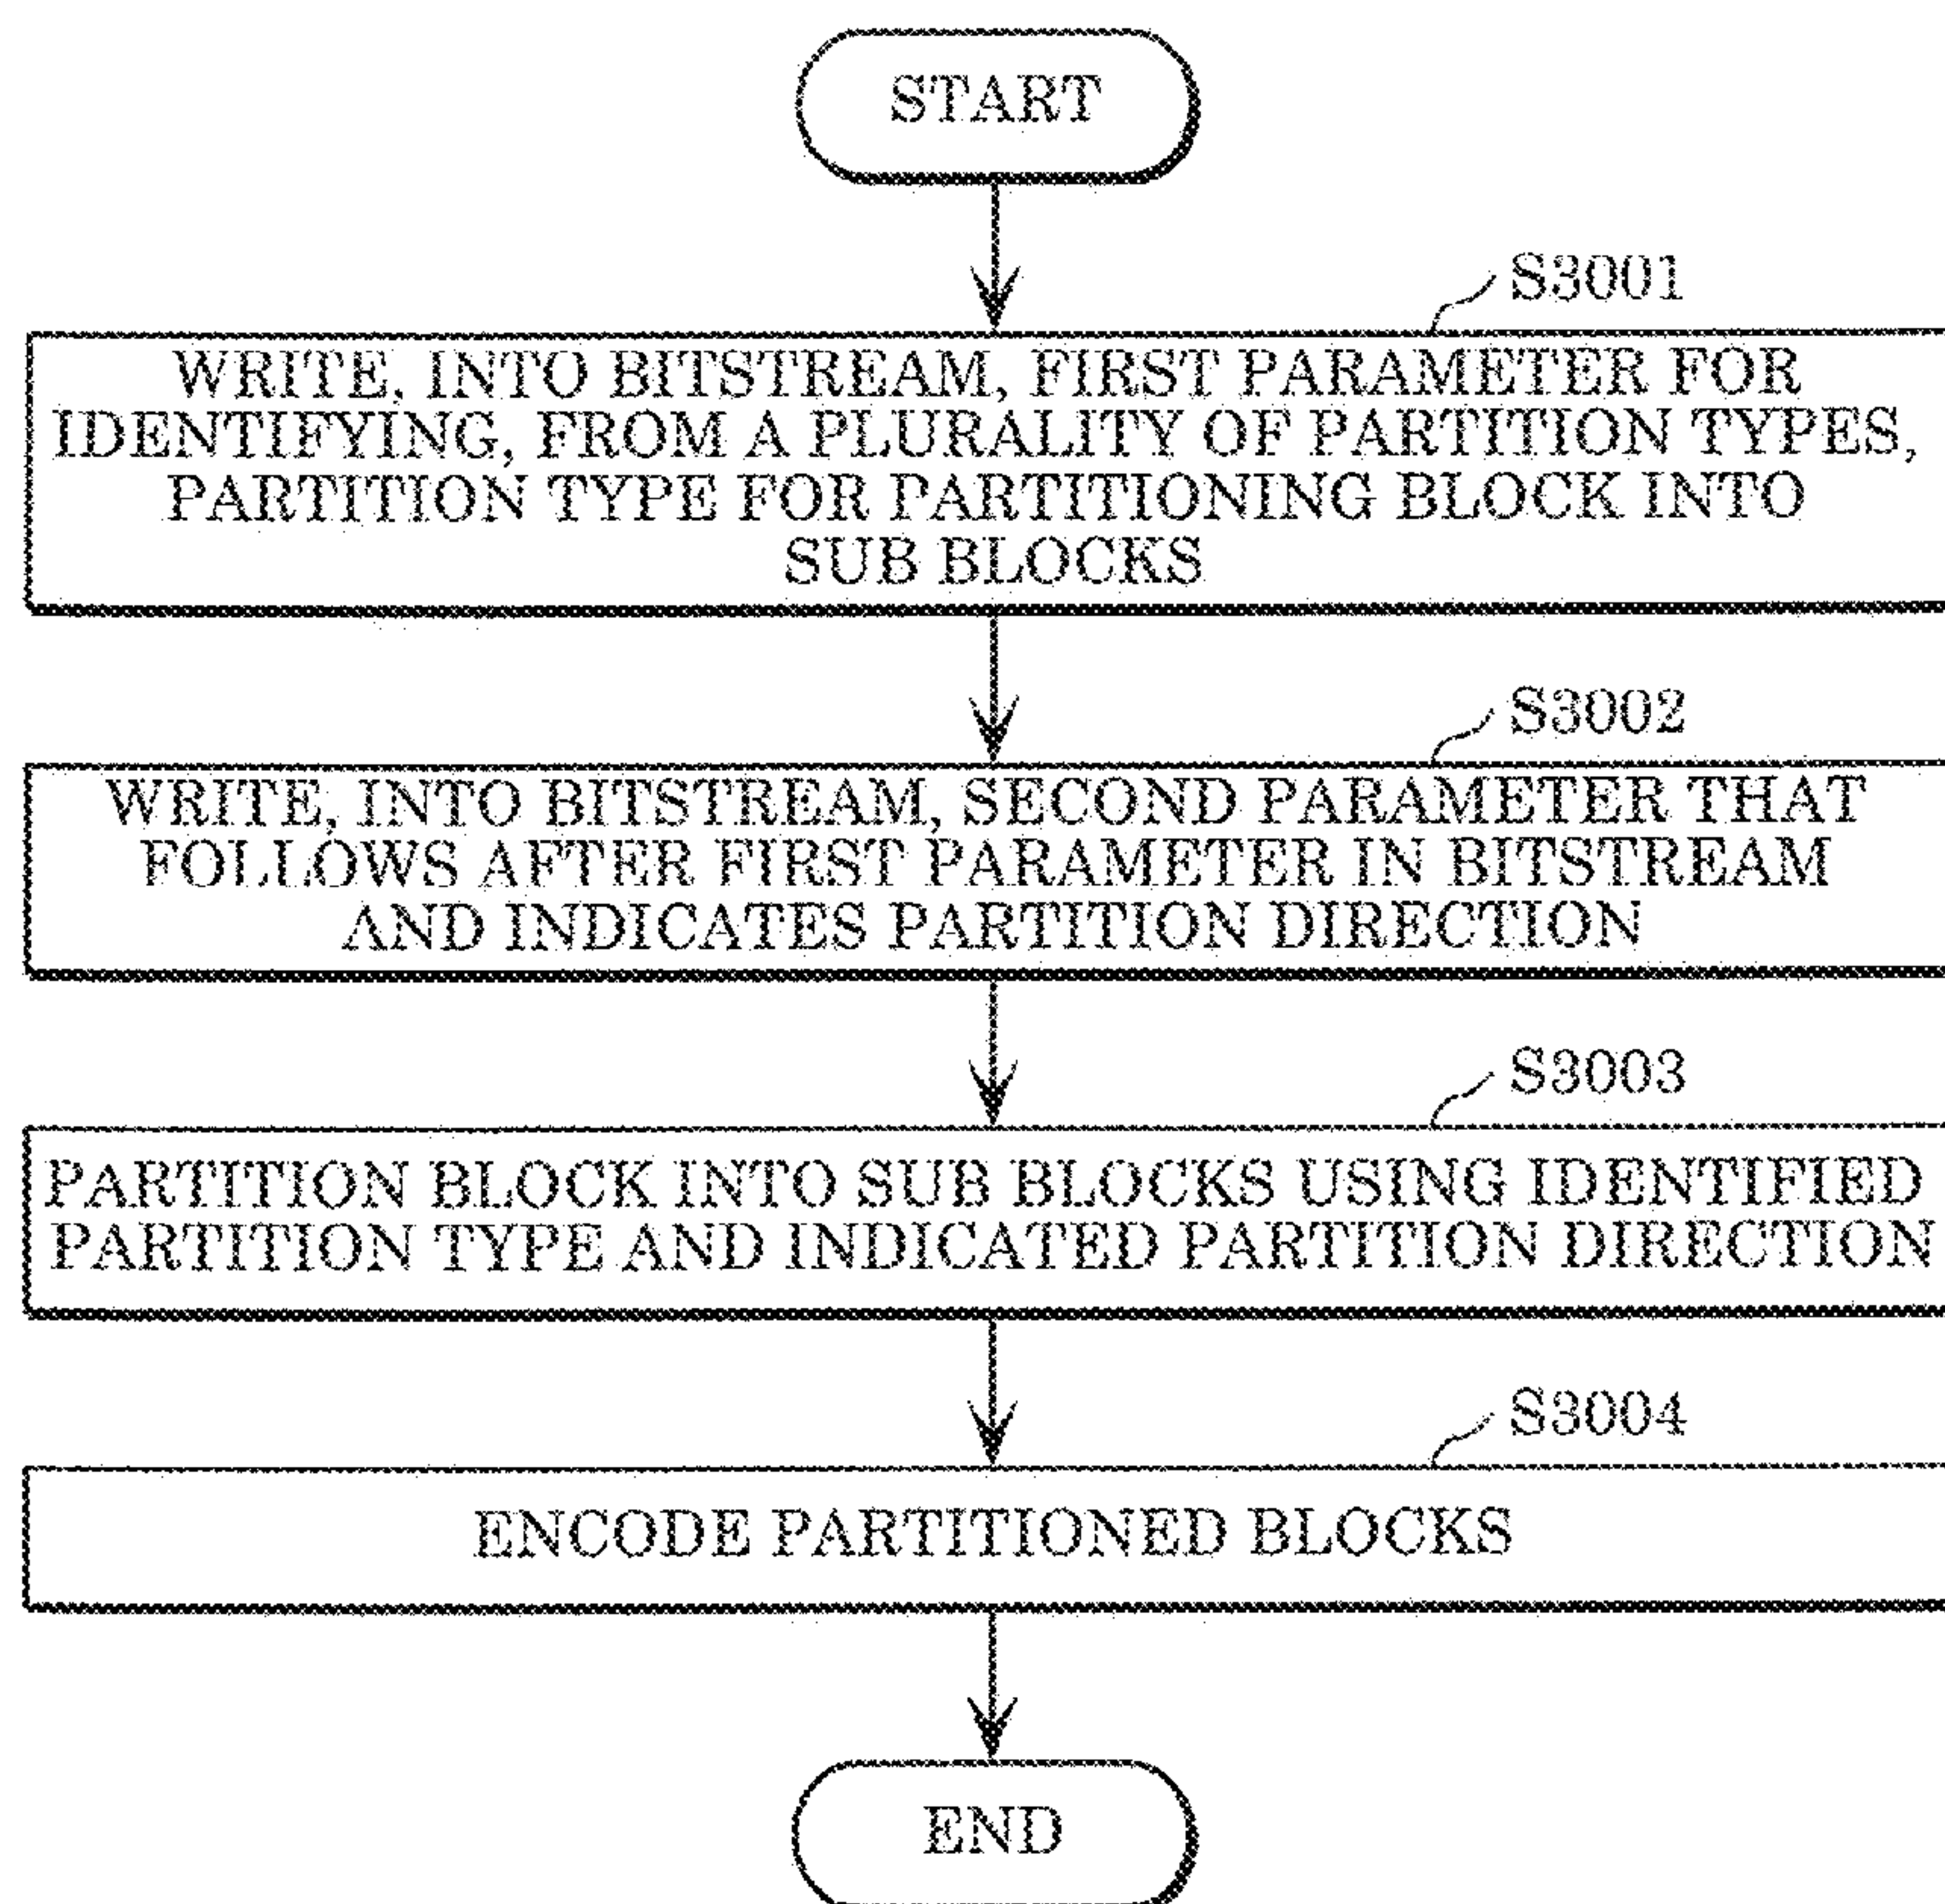 START
S3001
WRITE, INTO BITSTREAM, FIRST PARAMETER FOR
IDENTIFYING, FROM A PLURALITY OF PARTITION TYPES,
PARTITION TYPE FOR PARTITIONING BLOCK INTO
SUB BLOCKS
S3002
WRITE, INTO BITSTREAM, SECOND PARAMETER THAT
FOLLOWS AFTER FIRST PARAMETER IN BITSTREAM
AND INDICATES PARTITION DIRECTION
S3003
PARTITION BLOCK INTO SUB BLOCKS USING IDENTIFIED
PARTITION TYPE AND INDICATED PARTITION DIRECTION
S3004
ENCODE PARTITIONED BLOCKS
END